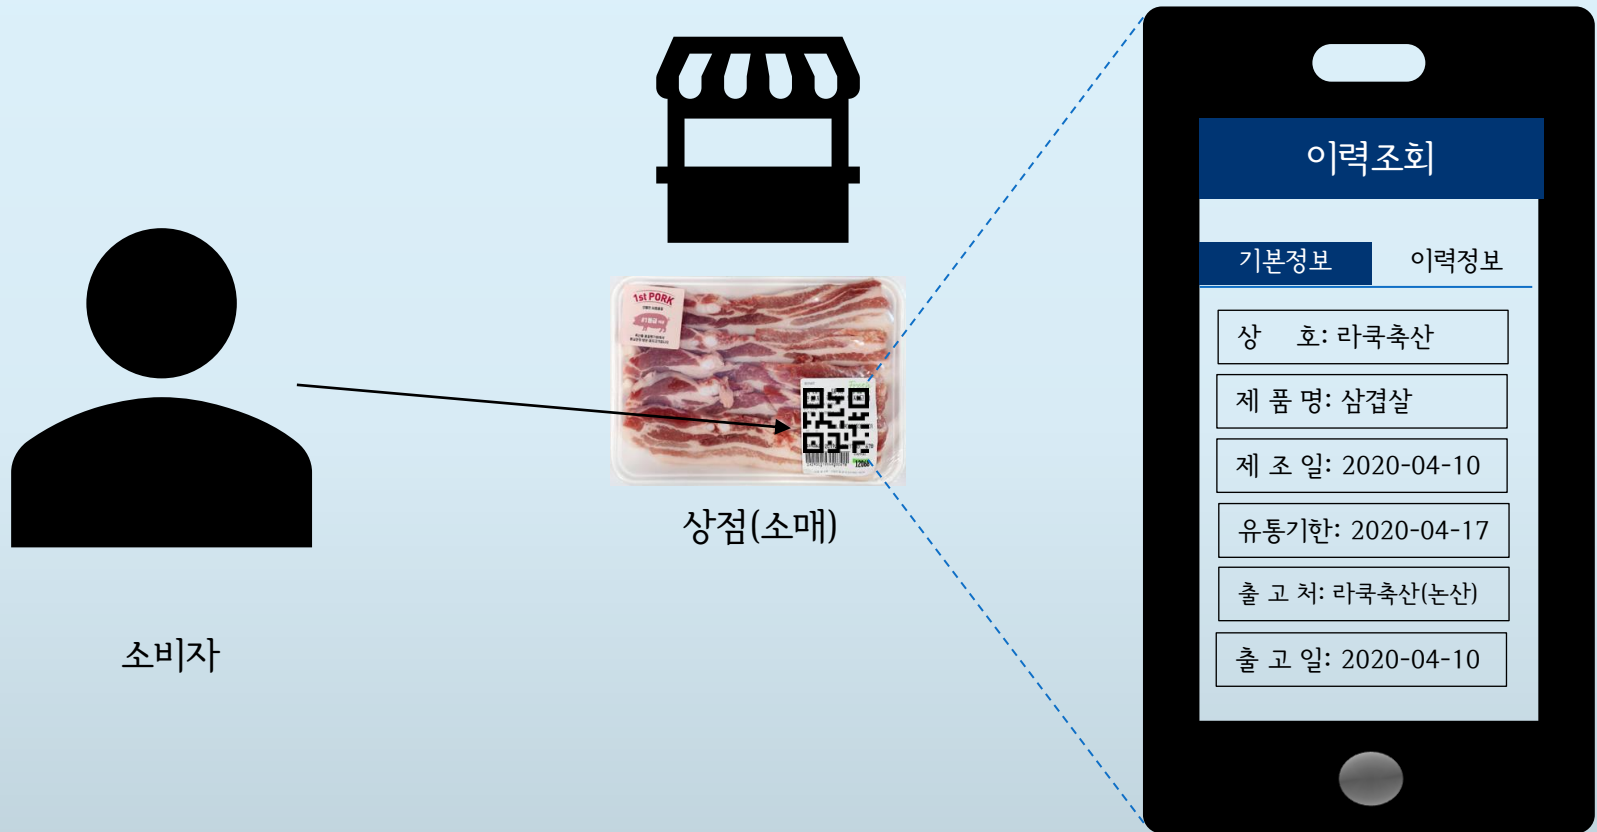 이력조회
기본정보 이력정보
상 호: 라쿡축산
제 품 명: 삼겹살
제 조 일: 2020-04-10
유통기한: 2020-04-17
출 고 처: 라쿡축산(논산)
출 고 일: 2020-04-10
1st PORK
상점(소매)
소비자